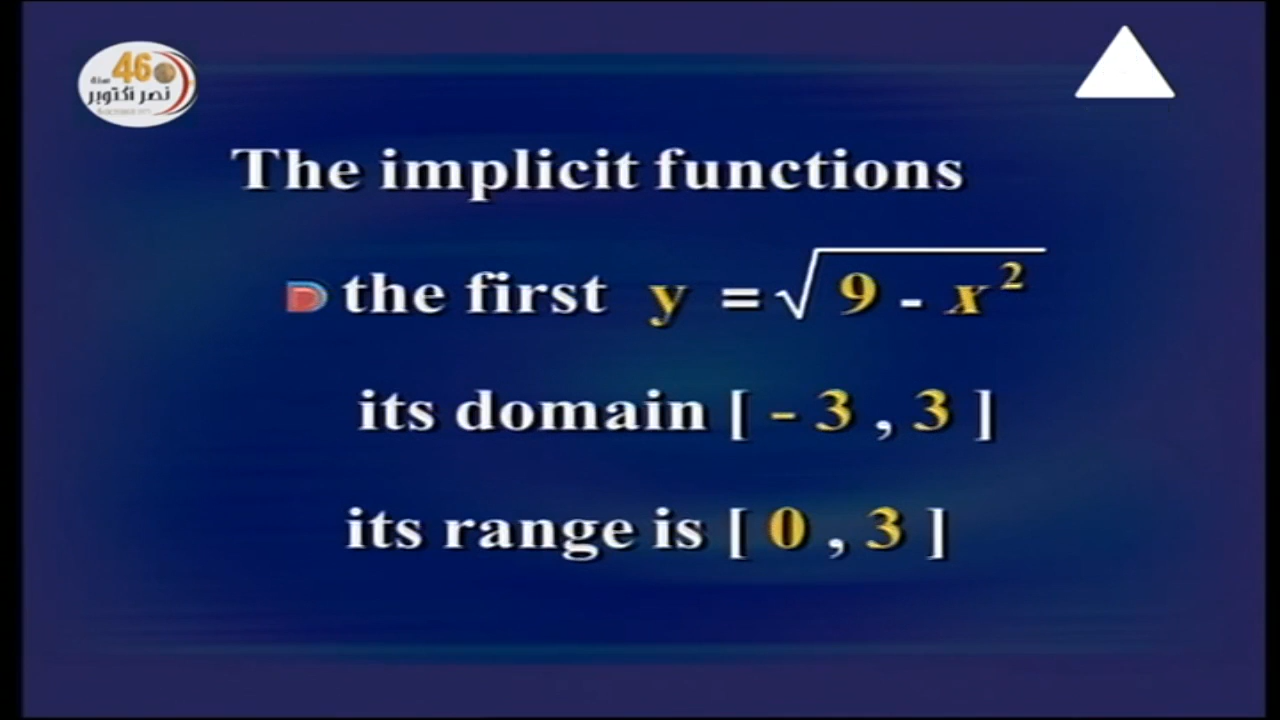 46 سنة
نصر أكتوبر
The implicit functions
the first y = √9 - x²
its domain [ - 3 , 3 ]
its range is [ 0 , 3 ]